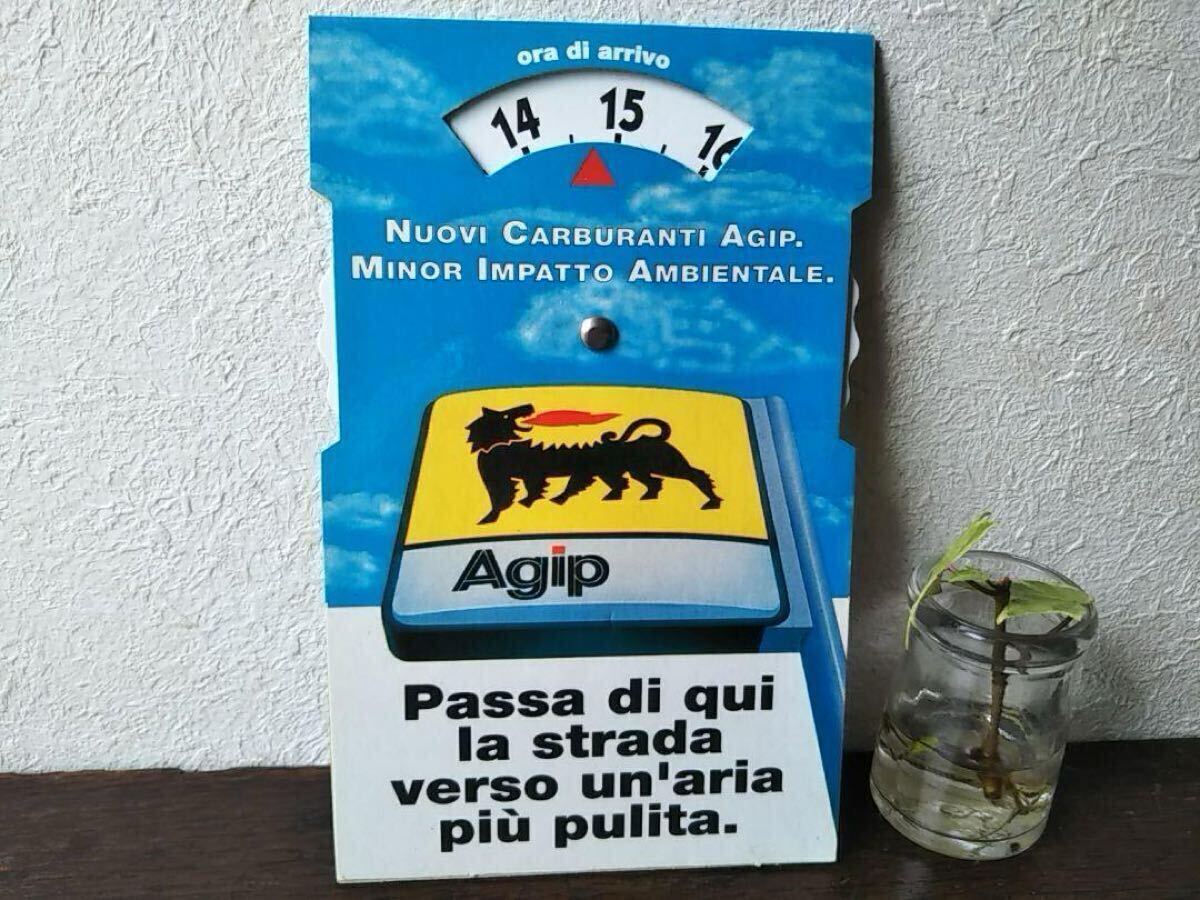 ora di arrivo
14 15 16
NUOVI CARBURANTI AGIP.
MINOR IMPATTO AMBIENTALE.
Agip
Passa di qui
la strada
verso un'aria
più pulita.